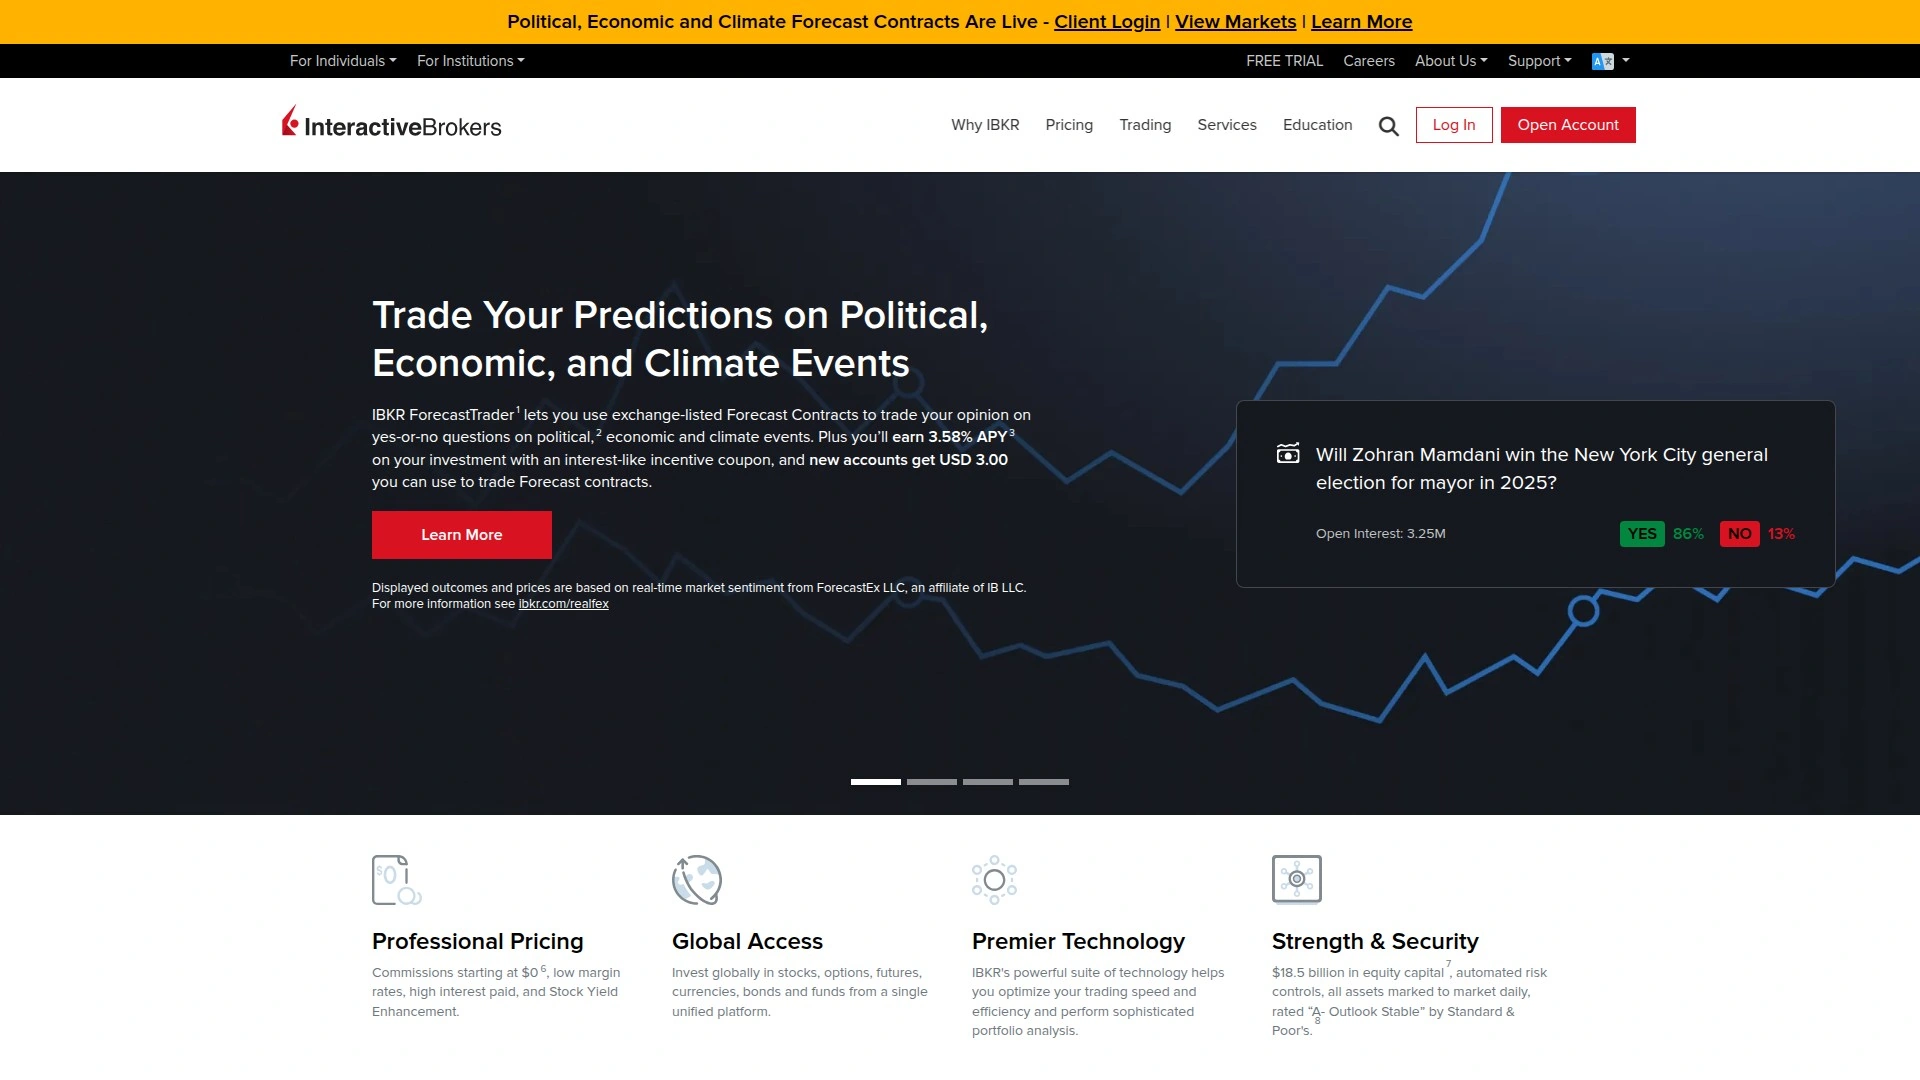 Political, Economic and Climate Forecast Contracts Are Live - Client Login | View Markets | Learn More
For Individuals For Institutions FREE TRIAL Careers About Us Support
InteractiveBrokers Why IBKR Pricing Trading Services Education Log In Open Account
Trade Your Predictions on Political,
Economic, and Climate Events
IBKR ForecastTrader1 lets you use exchange-listed Forecast Contracts to trade your opinion on
yes-or-no questions on political,2 economic and climate events. Plus you’ll earn 3.58% APY3
on your investment with an interest-like incentive coupon, and new accounts get USD 3.00
you can use to trade Forecast contracts.
Learn More
Displayed outcomes and prices are based on real-time market sentiment from ForecastEx LLC, an affiliate of IB LLC.
For more information see ibkr.com/realfex
Will Zohran Mamdani win the New York City general
election for mayor in 2025?
Open Interest: 3.25M YES 86% NO 13%
Professional Pricing
Commissions starting at $06, low margin
rates, high interest paid, and Stock Yield
Enhancement.
Global Access
Invest globally in stocks, options, futures,
currencies, bonds and funds from a single
unified platform.
Premier Technology
IBKR's powerful suite of technology helps
you optimize your trading speed and
efficiency and perform sophisticated
portfolio analysis.
Strength & Security
$18.5 billion in equity capital7, automated risk
controls, all assets marked to market daily,
rated “A- Outlook Stable” by Standard &
Poor's.8